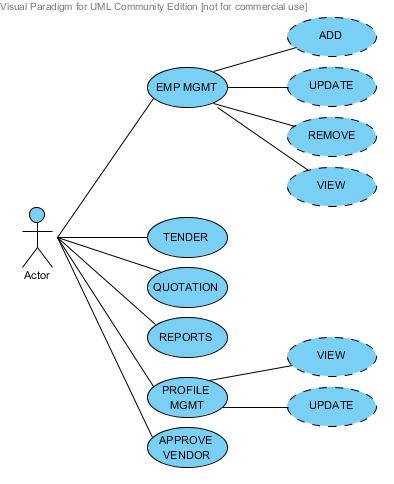 Visual Paradigm for UML Community Edition [not for commercial use]
ADD
EMP MGMT
UPDATE
REMOVE
VIEW
TENDER
Actor
QUOTATION
REPORTS
VIEW
PROFILE
MGMT
UPDATE
APPROVE
VENDOR